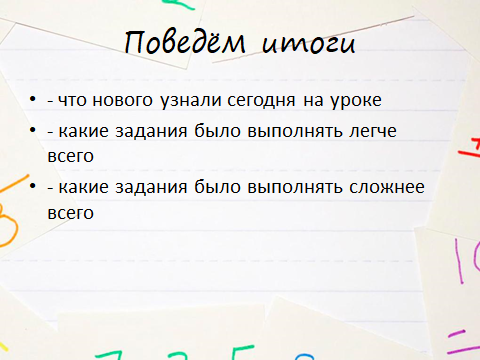 Поведём итоги
• - что нового узнали сегодня на уроке
• - какие задания было выполнять легче
всего
• - какие задания было выполнять сложнее
всего